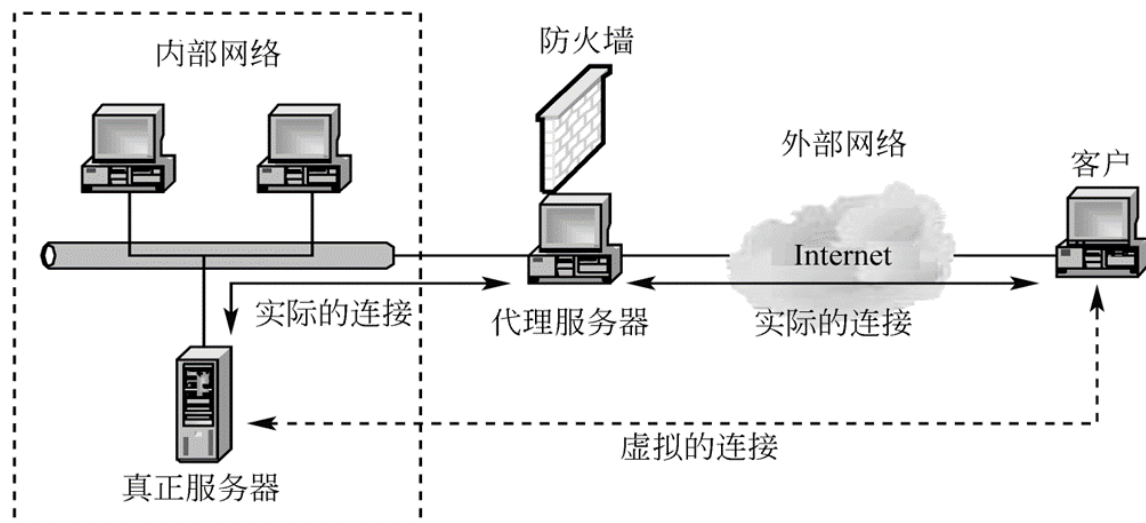 内部网络
防火墙
外部网络
客户
Internet
实际的连接
代理服务器
实际的连接
虚拟的连接
真正服务器